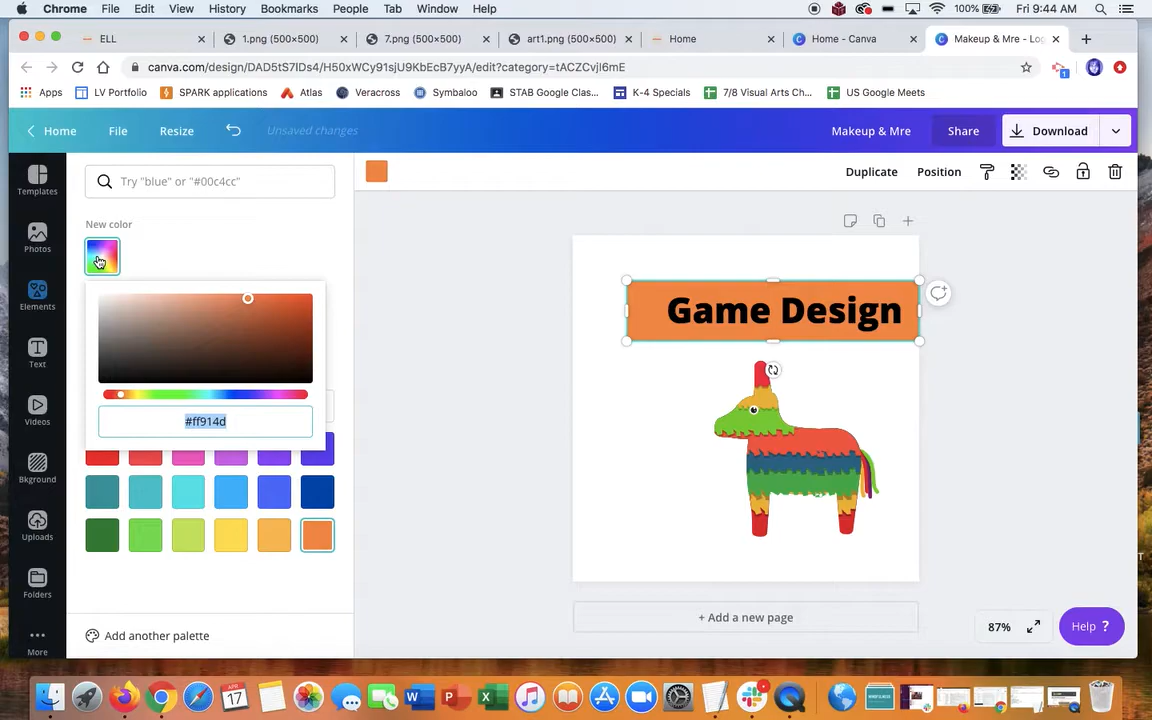 Chrome File Edit View History Bookmarks People Tab Window Help 100% Fri 9:44 AM
ELL 1.png (500×500) 7.png (500×500) art1.png (500×500) Home Home - Canva Makeup & Mre - Lo
canva.com/design/DAD5tS7IDs4/H50xWCy91sjU9KbEcB7yyA/edit?category=tACZCvjI6mE
Apps LV Portfolio SPARK applications Atlas Veracross Symbaloo STAB Google Clas... K-4 Specials 7/8 Visual Arts Ch... US Google Meets
Home File Resize Unsaved changes Makeup & Mre Share Download
Try "blue" or "#00c4cc"
Duplicate Position
Templates
New color
Photos
Elements
Game Design
Text
Videos
#ff914d
Bkground
Uploads
Folders
+ Add a new page
87%
Help ?
Add another palette
More
APR
17